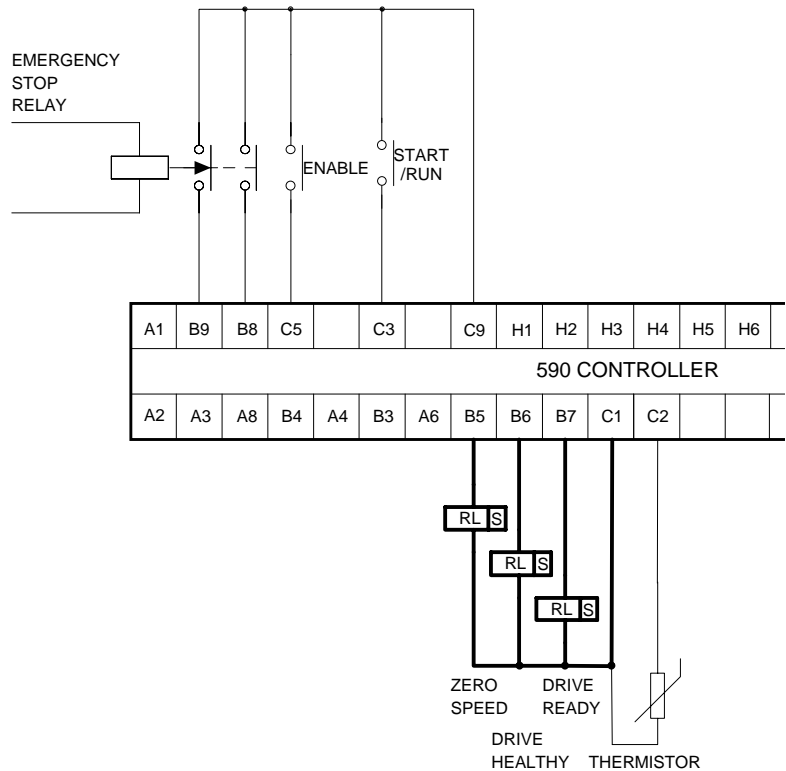 EMERGENCY
STOP
RELAY
ENABLE
START
/RUN
A1 B9 B8 C5 C3 C9 H1 H2 H3 H4 H5 H6
590 CONTROLLER
A2 A3 A8 B4 A4 B3 A6 B5 B6 B7 C1 C2
RL S
RL S
RL S
ZERO
SPEED
DRIVE
READY
DRIVE
HEALTHY
THERMISTOR